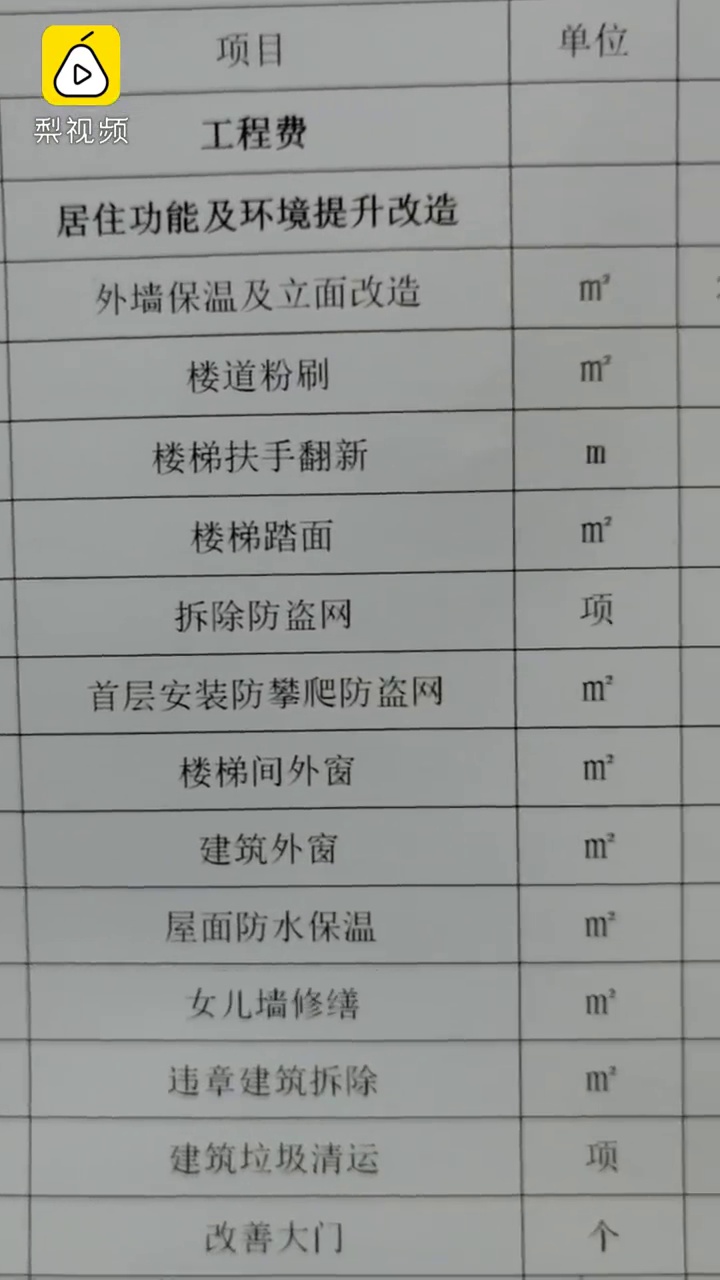 梨视频
项目 单位
工程费
居住功能及环境提升改造
外墙保温及立面改造 m²
楼道粉刷 m²
楼梯扶手翻新 m
楼梯踏面 m²
拆除防盗网 项
首层安装防攀爬防盗网 m²
楼梯间外窗 m²
建筑外窗 m²
屋面防水保温 m²
女儿墙修缮 m²
违章建筑拆除 m²
建筑垃圾清运 项
改善大门 个